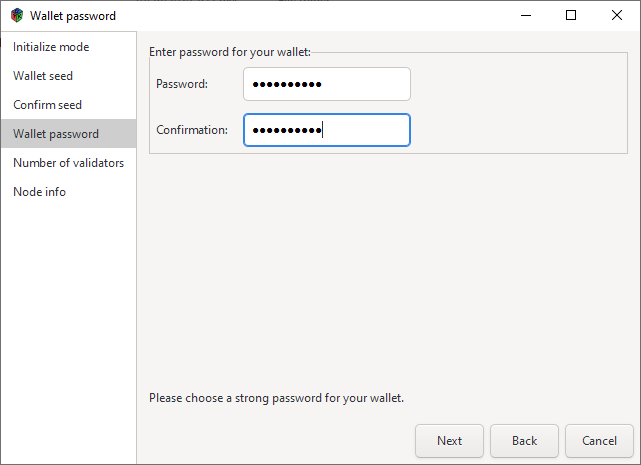 Wallet password
Initialize mode
Wallet seed
Confirm seed
Wallet password
Number of validators
Node info
Enter password for your wallet:
Password: ●●●●●●●●●●
Confirmation: ●●●●●●●●●●
Please choose a strong password for your wallet.
Next Back Cancel